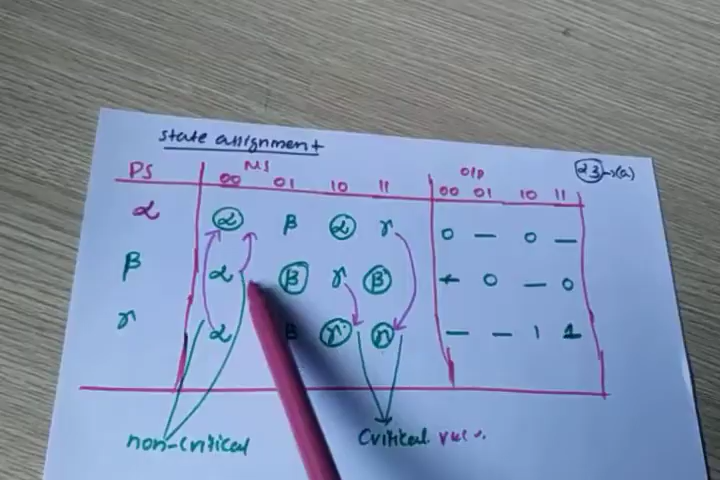 state assignment
PS NS O/P 23→(a)
00 01 10 11 00 01 10 11
α α β α r 0 — 0 —
β α β r β 0 — 0
r α B r r — — 1 1
non-critical critical